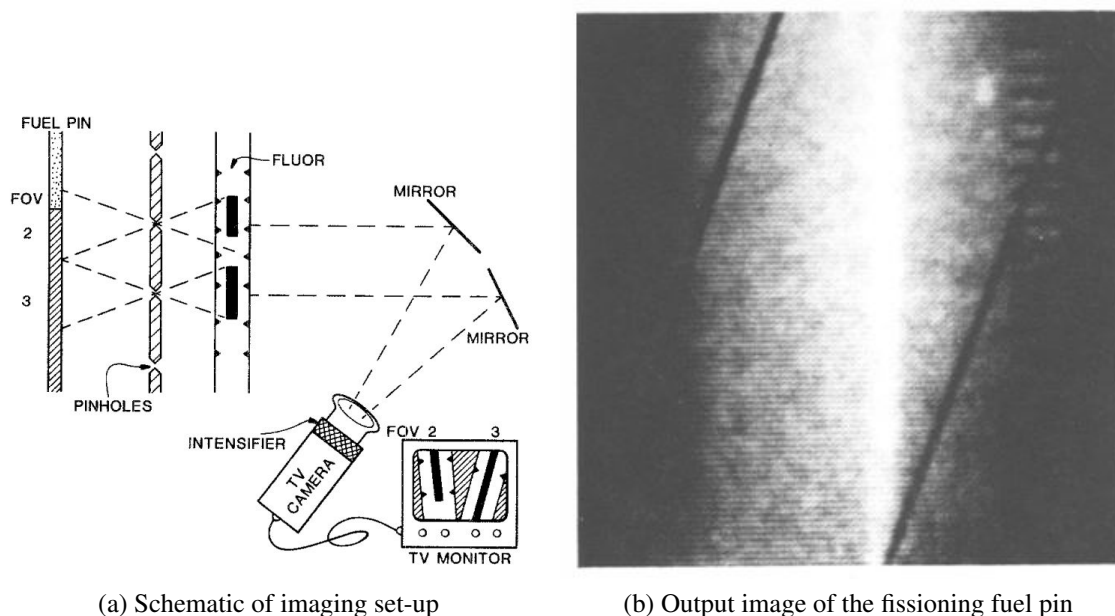 FUEL PIN
FOV
2
3
PINHOLES
FLUOR
MIRROR
MIRROR
INTENSIFIER
TV
CAMERA
FOV 2 3
TV MONITOR
(a) Schematic of imaging set-up
(b) Output image of the fissioning fuel pin